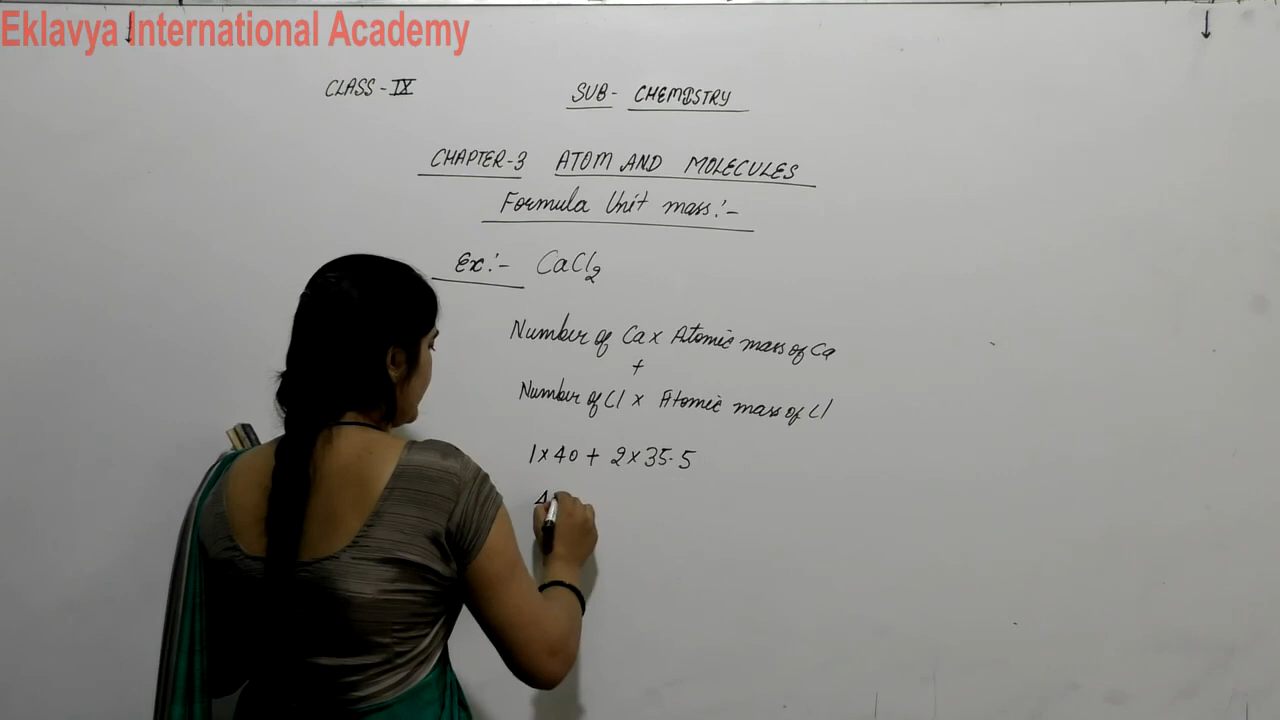 Eklavya International Academy
CLASS - IX
SUB - CHEMISTRY
CHAPTER-3 ATOM AND MOLECULES
Formula Unit mass:-
Ex:- CaCl2
Number of Ca x Atomic mass of Ca
+
Number of Cl x Atomic mass of Cl
1 x 40 + 2 x 35.5
4